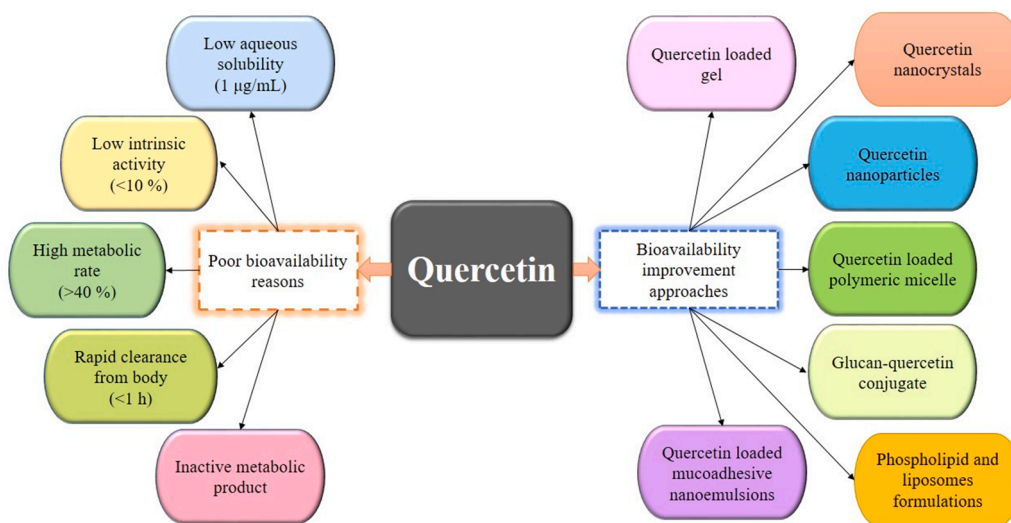 Low aqueous
solubility
(1 µg/mL)
Low intrinsic
activity
(<10 %)
High metabolic
rate
(>40 %)
Rapid clearance
from body
(<1 h)
Inactive metabolic
product
Poor bioavailability
reasons
Quercetin
Bioavailability
improvement
approaches
Quercetin loaded
gel
Quercetin
nanocrystals
Quercetin
nanoparticles
Quercetin loaded
polymeric micelle
Glucan-quercetin
conjugate
Phospholipid and
liposomes
formulations
Quercetin loaded
mucoadhesive
nanoemulsions